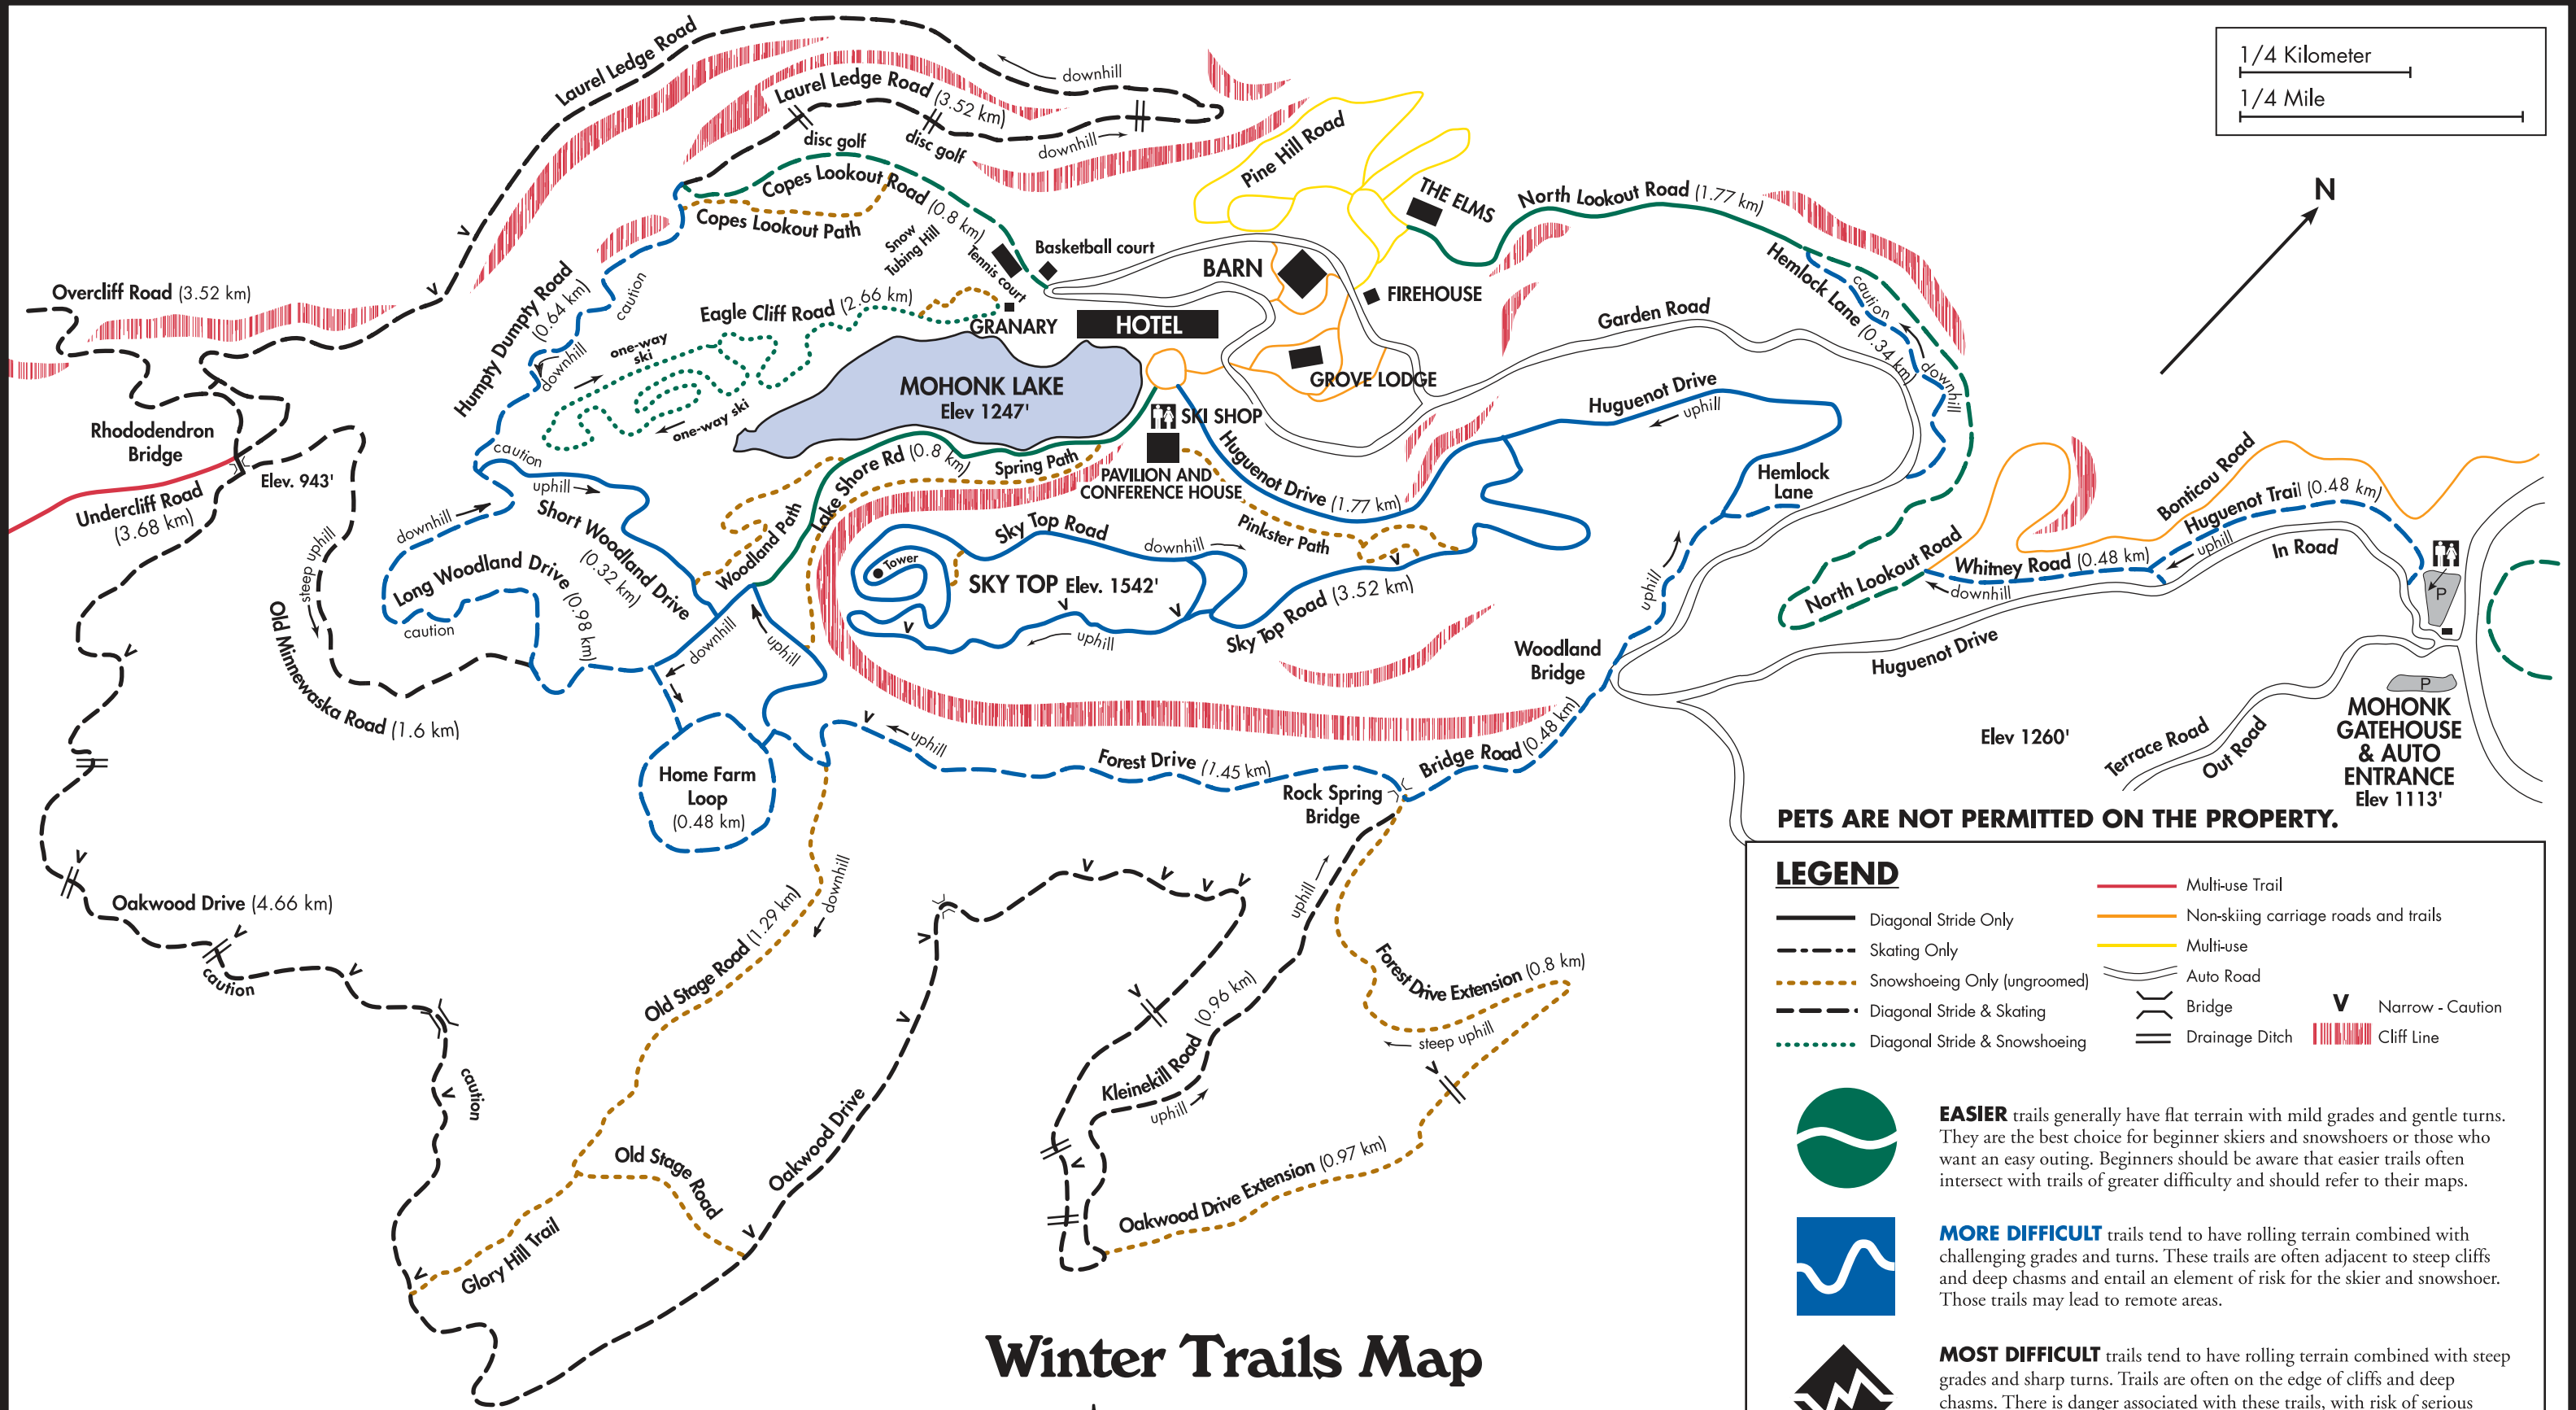 1/4 Kilometer
1/4 Mile
N
Laurel Ledge Road
downhill
Laurel Ledge Road (3.52 km)
downhill
disc golf
disc golf
Copes Lookout Road (0.8 km)
Copes Lookout Path
Snow
Tubing Hill
Tennis court
Basketball court
Pine Hill Road
THE ELMS
North Lookout Road (1.77 km)
BARN
FIREHOUSE
Hemlock Lane (0.34 km)
caution
downhill
Garden Road
Overcliff Road (3.52 km)
Humpty Dumpty Road
(0.64 km)
caution
downhill
Eagle Cliff Road (2.66 km)
GRANARY
HOTEL
one-way
ski
one-way ski
MOHONK LAKE
Elev 1247'
GROVE LODGE
SKI SHOP
PAVILION AND
CONFERENCE HOUSE
Huguenot Drive
uphill
Huguenot Drive (1.77 km)
Hemlock
Lane
Rhododendron
Bridge
Elev. 943'
Undercliff Road
(3.68 km)
caution
uphill
downhill
Short Woodland Drive
(0.32 km)
Long Woodland Drive (0.98 km)
caution
Lake Shore Rd (0.8 km)
Spring Path
Woodland Path
Sky Top Road
downhill
Pinkster Path
V
Tower
SKY TOP Elev. 1542'
V
V
V
uphill
Sky Top Road (3.52 km)
North Lookout Road
Bonticou Road
Huguenot Trail (0.48 km)
uphill
Whitney Road (0.48 km)
downhill
In Road
P
Huguenot Drive
P
MOHONK
GATEHOUSE
& AUTO
ENTRANCE
Elev 1113'
Elev 1260'
Terrace Road
Out Road
steep uphill
Old Minnewaska Road (1.6 km)
downhill
uphill
Home Farm
Loop
(0.48 km)
V
uphill
Forest Drive (1.45 km)
Rock Spring
Bridge
Bridge Road (0.48 km)
Woodland
Bridge
uphill
PETS ARE NOT PERMITTED ON THE PROPERTY.
V
V
V
V
V
Oakwood Drive (4.66 km)
V
caution
V
V
caution
V
Old Stage Road (1.29 km)
downhill
Old Stage Road
Glory Hill Trail
Oakwood Drive
V
V
V
V
V
V
V
V
V
Kleinekill Road (0.96 km)
uphill
uphill
Forest Drive Extension (0.8 km)
steep uphill
V
Oakwood Drive Extension (0.97 km)
Winter Trails Map
LEGEND
Diagonal Stride Only
Skating Only
Snowshoeing Only (ungroomed)
Diagonal Stride & Skating
Diagonal Stride & Snowshoeing
Multi-use Trail
Non-skiing carriage roads and trails
Multi-use
Auto Road
Bridge
Drainage Ditch
V Narrow - Caution
Cliff Line
EASIER trails generally have flat terrain with mild grades and gentle turns.
They are the best choice for beginner skiers and snowshoers or those who
want an easy outing. Beginners should be aware that easier trails often
intersect with trails of greater difficulty and should refer to their maps.
MORE DIFFICULT trails tend to have rolling terrain combined with
challenging grades and turns. These trails are often adjacent to steep cliffs
and deep chasms and entail an element of risk for the skier and snowshoer.
Those trails may lead to remote areas.
MOST DIFFICULT trails tend to have rolling terrain combined with steep
grades and sharp turns. Trails are often on the edge of cliffs and deep
chasms. There is danger associated with these trails, with risk of serious